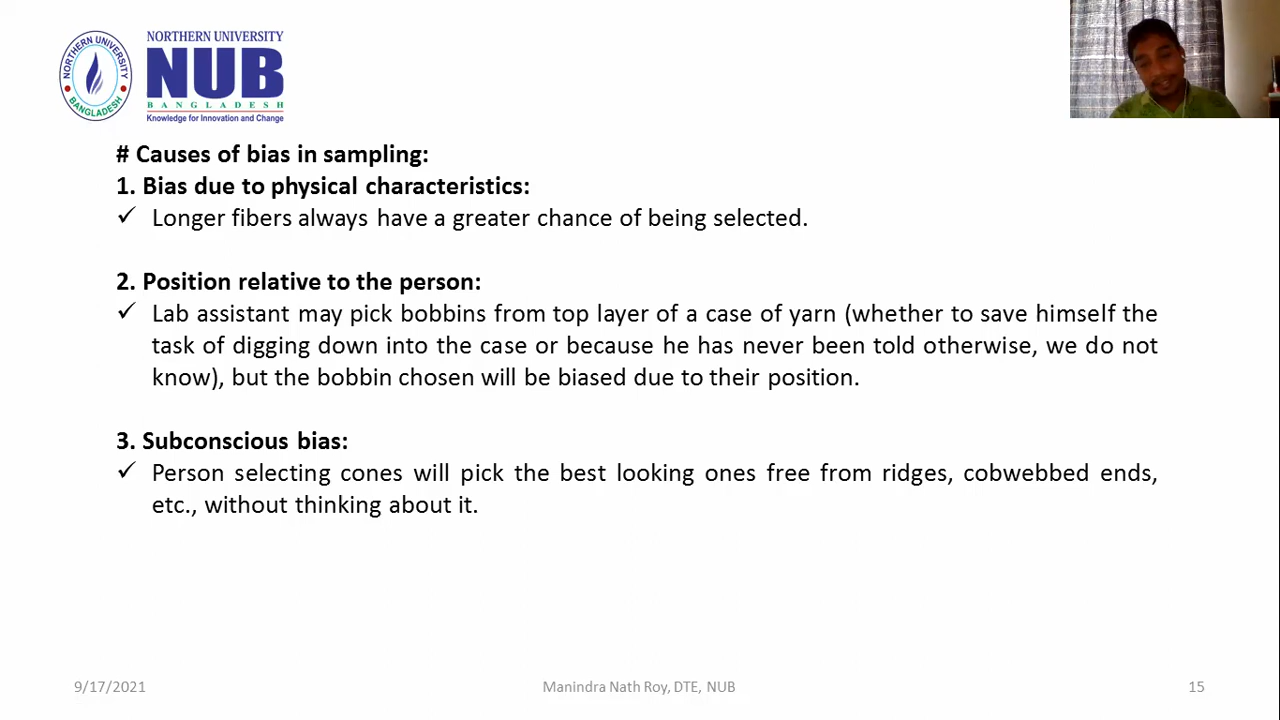 NORTHERN UNIVERSITY
BANGLADESH
NORTHERN UNIVERSITY
NUB
BANGLADESH
Knowledge for Innovation and Change
# Causes of bias in sampling:
1. Bias due to physical characteristics:
✓ Longer fibers always have a greater chance of being selected.
2. Position relative to the person:
✓ Lab assistant may pick bobbins from top layer of a case of yarn (whether to save himself the
task of digging down into the case or because he has never been told otherwise, we do not
know), but the bobbin chosen will be biased due to their position.
3. Subconscious bias:
✓ Person selecting cones will pick the best looking ones free from ridges, cobwebbed ends,
etc., without thinking about it.
9/17/2021
Manindra Nath Roy, DTE, NUB
15